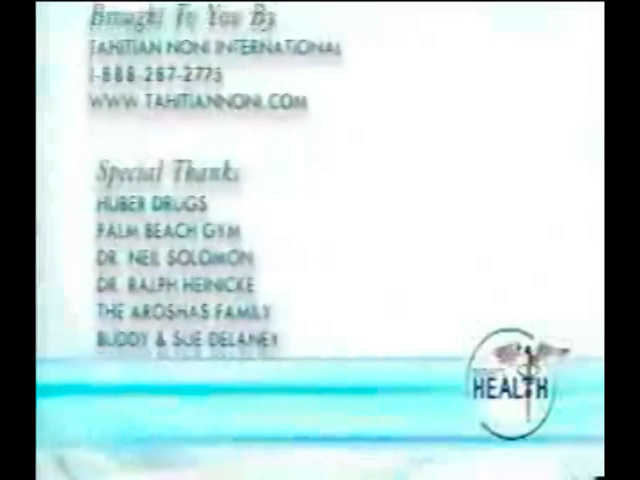 Brought To You By
TAHITIAN NONI INTERNATIONAL
1-888-287-2775
WWW.TAHITIANNONI.COM
Special Thanks
HUBER DRUGS
PALM BEACH GYM
DR. NEIL SOLOMON
DR. RALPH HEINICKE
THE AROSHAS FAMILY
BUDDY & SUE DELANEY
HEALTH